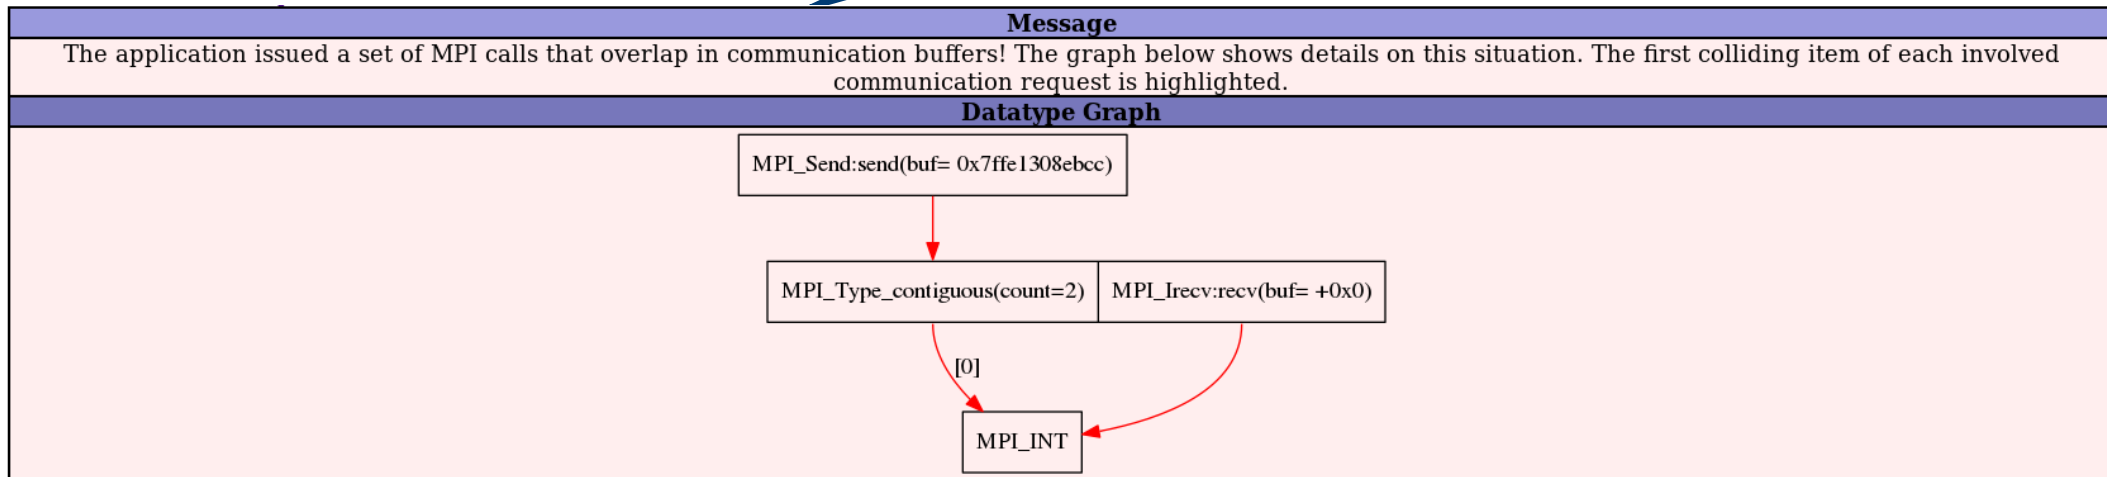 Message
The application issued a set of MPI calls that overlap in communication buffers! The graph below shows details on this situation. The first colliding item of each involved
communication request is highlighted.
Datatype Graph
MPI_Send:send(buf= 0x7ffe1308ebcc)
MPI_Type_contiguous(count=2) MPI_Irecv:recv(buf= +0x0)
[0]
MPI_INT